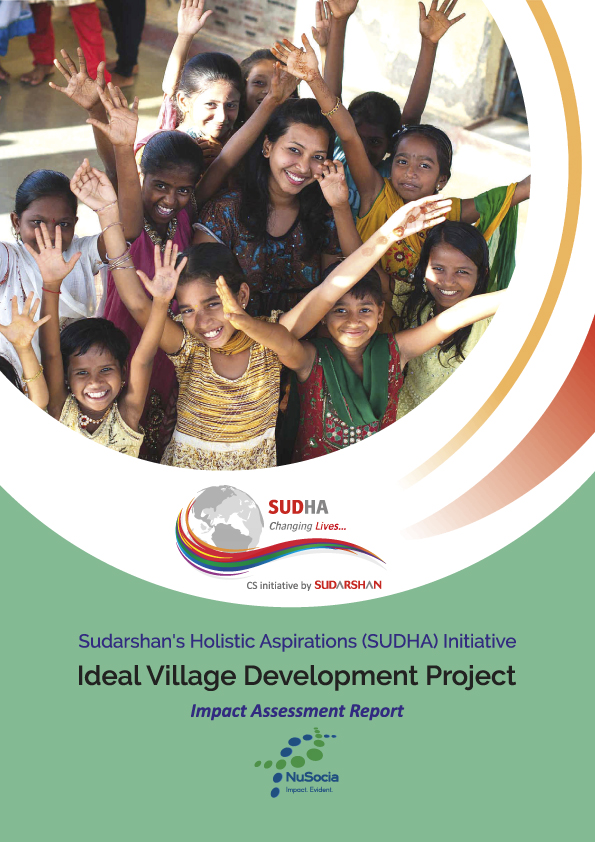 SUDHA
Changing Lives...
CS initiative by SUDARSHAN
Sudarshan's Holistic Aspirations (SUDHA) Initiative
Ideal Village Development Project
Impact Assessment Report
NuSocia
Impact. Evident.